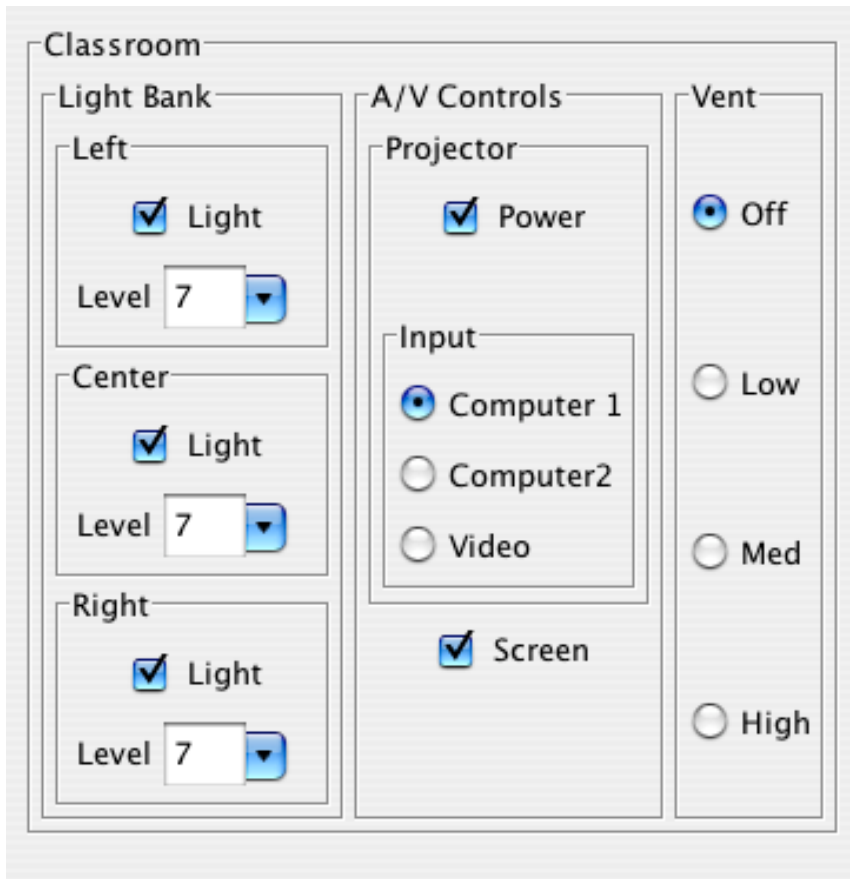 Classroom
Light Bank
Left
Light
Level 7
Center
Light
Level 7
Right
Light
Level 7
A/V Controls
Projector
Power
Input
Computer 1
Computer2
Video
Screen
Vent
Off
Low
Med
High